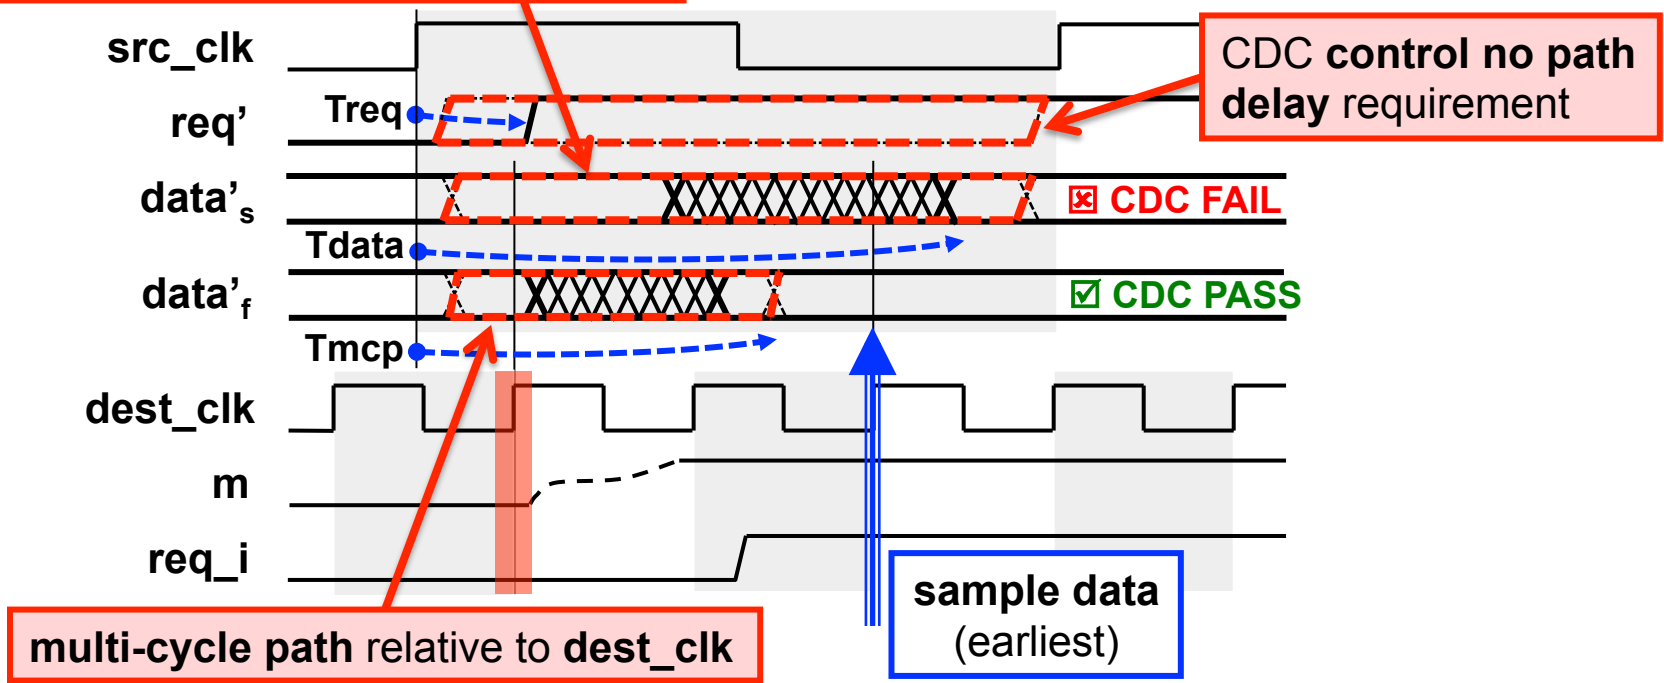 src_clk
CDC control no path
delay requirement
Treq
req’
data’s
☒ CDC FAIL
Tdata
data’f
☑ CDC PASS
Tmcp
dest_clk
m
req_i
sample data
(earliest)
multi-cycle path relative to dest_clk